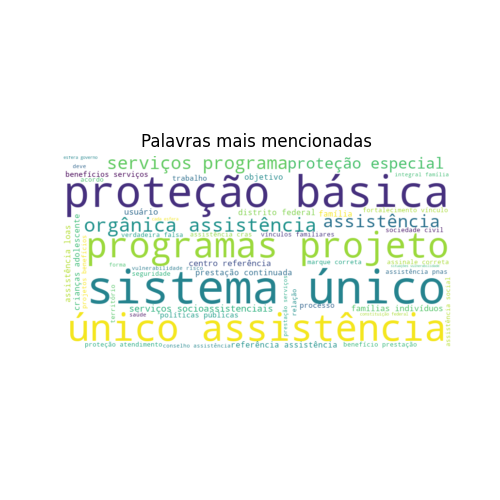 Palavras mais mencionadas
serviços programa
proteção especial
benefícios serviços
acordo
trabalho
objetivo
integral família
proteção básica
usuário
distrito federal
família
fortalecimento vínculo
orgânica assistência
assistência
verdadeira falsa
assistência cras
vínculos familiares
sociedade civil
programas projeto
crianças adolescente
assistência loas
centro referência
marque correta
assinale correta
forma
vulnerabilidade risco
seguridade
prestação continuada
assistência pnas
sistema único
território
prestação serviços
relação
processo
assistência social
serviços socioassistenciais
famílias indivíduos
saúde
políticas públicas
único assistência
proteção atendimento
conselho assistência
referência assistência
benefício prestação
deve